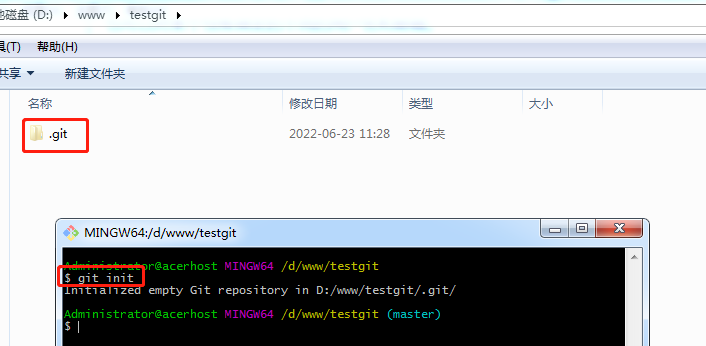 磁盘 (D:) ▸ www ▸ testgit ▸
(T) 帮助(H)
共享 ▼ 新建文件夹
名称 修改日期 类型 大小
.git 2022-06-23 11:28 文件夹
MINGW64:/d/www/testgit
Administrator@acerhost MINGW64 /d/www/testgit
$ git init
Initialized empty Git repository in D:/www/testgit/.git/
Administrator@acerhost MINGW64 /d/www/testgit (master)
$